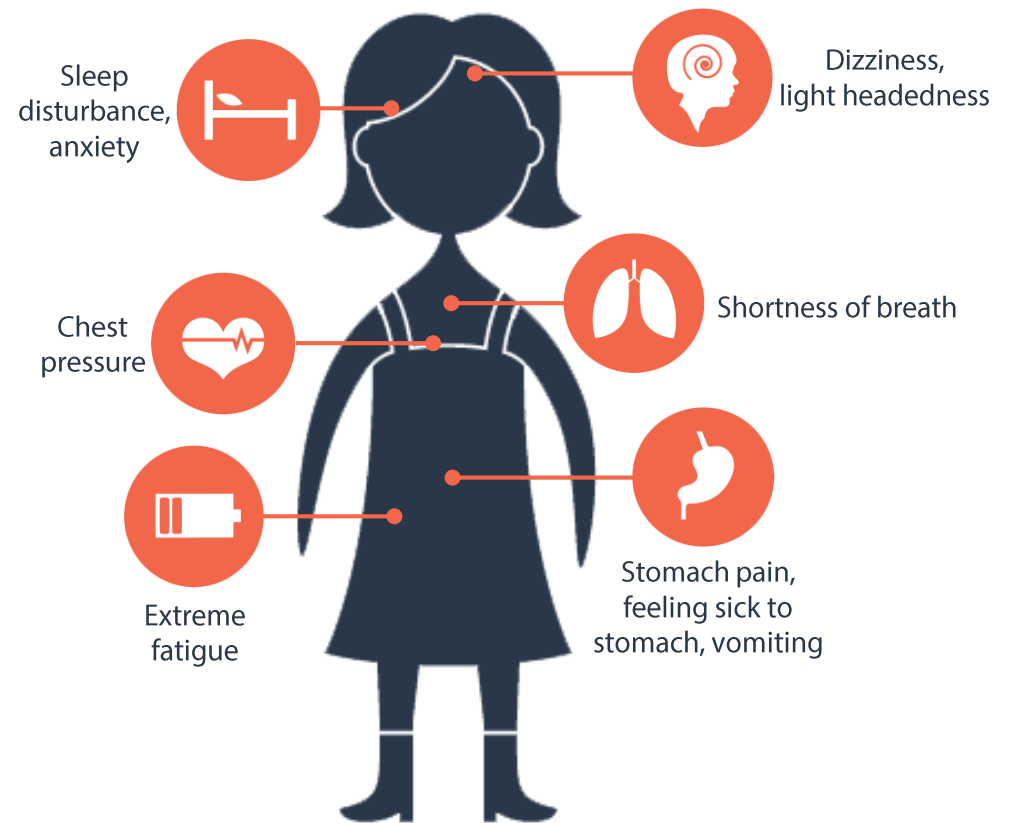 Sleep
disturbance,
anxiety
Dizziness,
light headedness
Chest
pressure
Shortness of breath
Extreme
fatigue
Stomach pain,
feeling sick to
stomach, vomiting